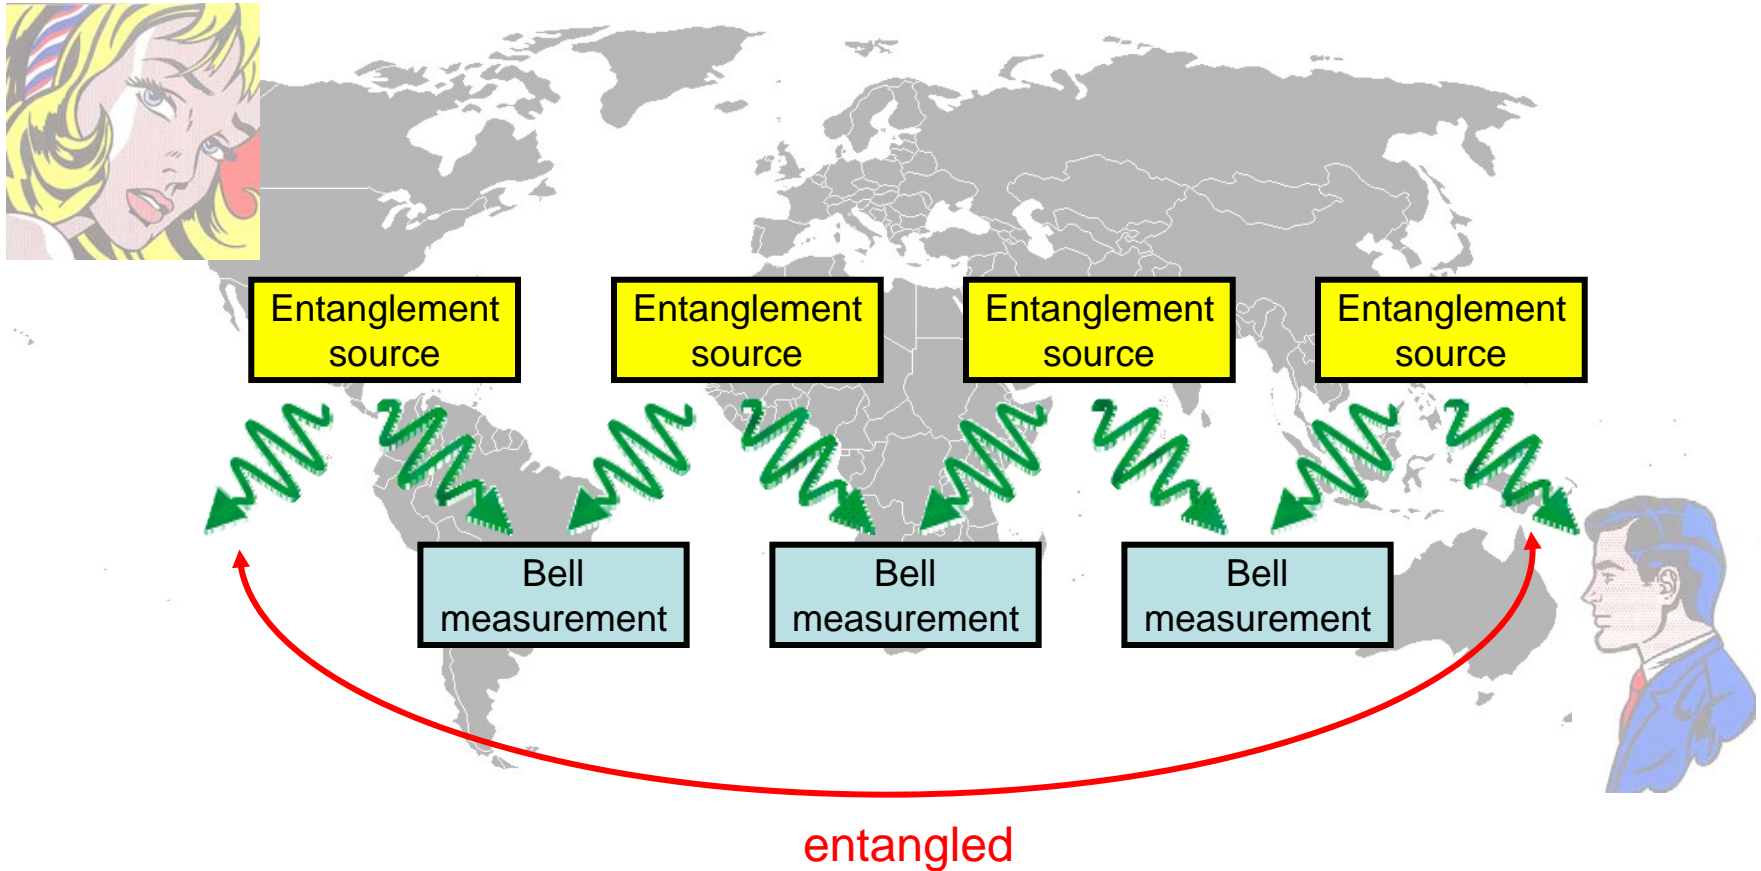 Entanglement
source
Entanglement
source
Entanglement
source
Entanglement
source
Bell
measurement
Bell
measurement
Bell
measurement
entangled